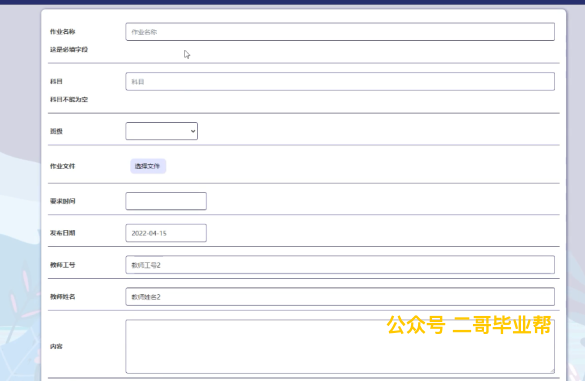 作业名称
作业名称
这是必填字段
科目
科目
科目不能为空
班级
作业文件
选择文件
要求时间
发布日期
2022-04-15
教师工号
教师工号2
教师姓名
教师姓名2
公众号 二哥毕业帮
内容